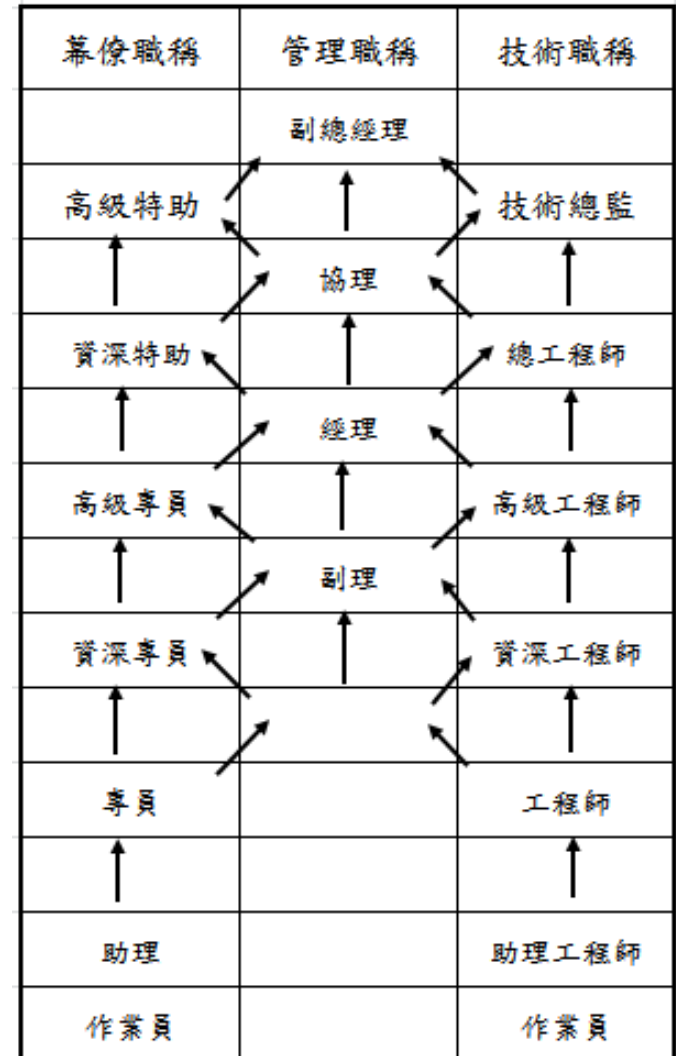 幕僚職稱 管理職稱 技術職稱
副總經理
高級特助 技術總監
協理
資深特助 總工程師
經理
高級專員 高級工程師
副理
資深專員 資深工程師
專員 工程師
助理 助理工程師
作業員 作業員